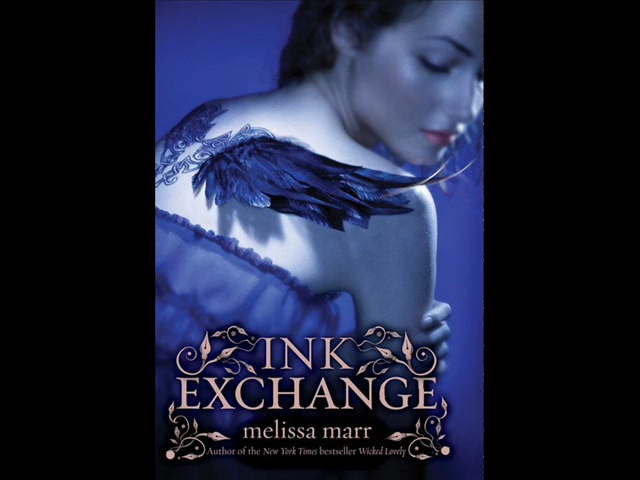 INK
EXCHANGE
melissa marr
Author of the New York Times bestseller Wicked Lovely